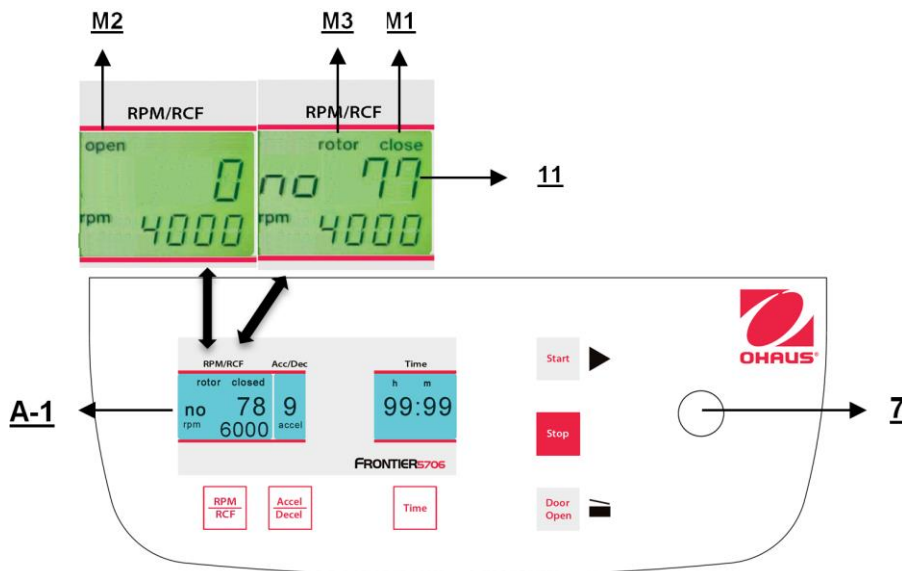 M2 M3 M1
RPM/RCF RPM/RCF
open rotor close
0 no 77 11
rpm 4000 rpm 4000
OHAUS®
RPM/RCF Acc/Dec Time
rotor closed h m
no 78 9 99:99
rpm 6000 accel
A-1
Start
Stop
7
FRONTIER5706
RPM
RCF
Accel
Decel
Time
Door
Open